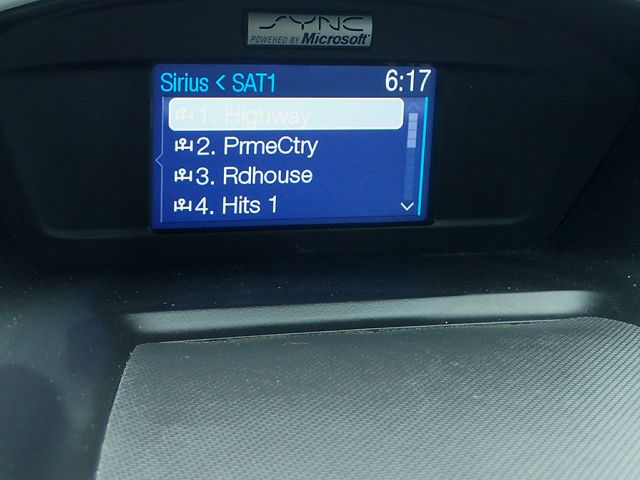 SYNC
POWERED BY Microsoft
Sirius < SAT1 6:17
1. Highway
2. PrmeCtry
3. Rdhouse
4. Hits 1